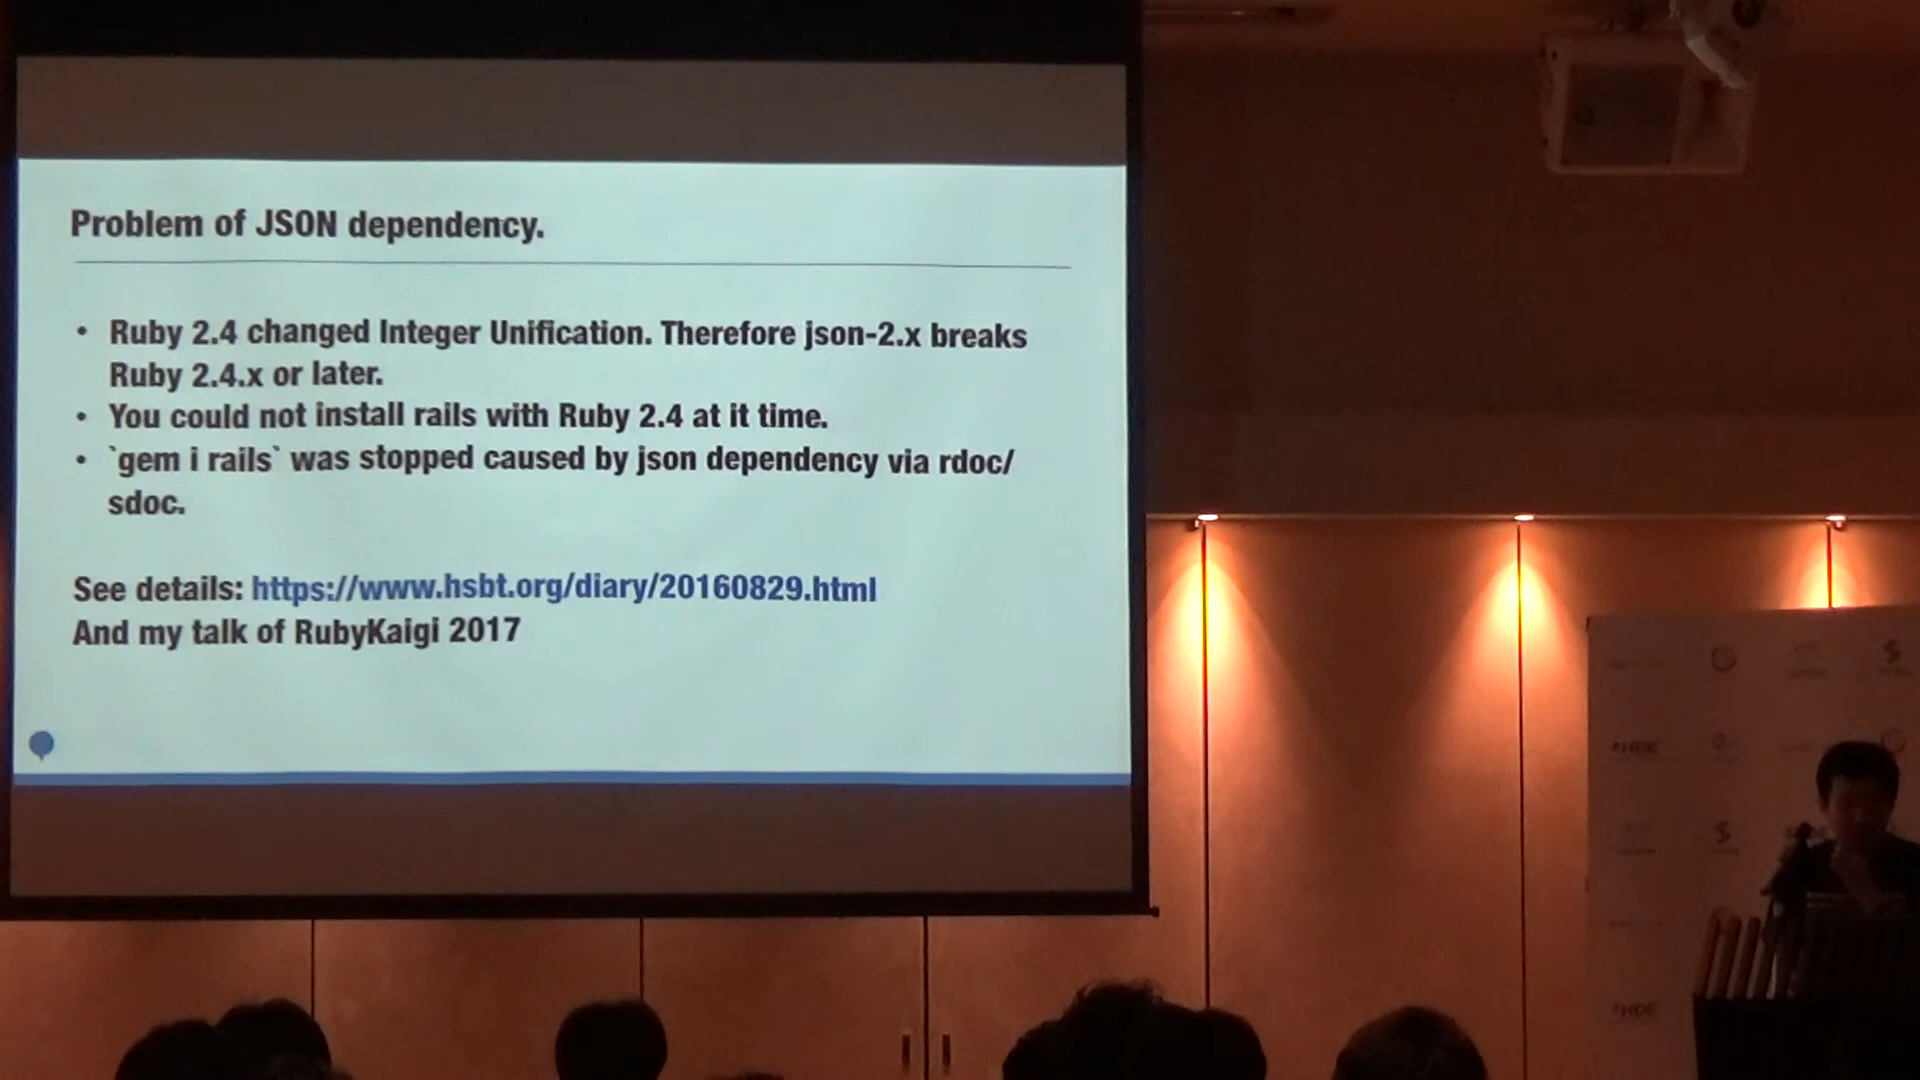 Problem of JSON dependency.
• Ruby 2.4 changed Integer Unification. Therefore json-2.x breaks
Ruby 2.4.x or later.
• You could not install rails with Ruby 2.4 at it time.
• `gem i rails` was stopped caused by json dependency via rdoc/
sdoc.
See details: https://www.hsbt.org/diary/20160829.html
And my talk of RubyKaigi 2017
HDE
HDE